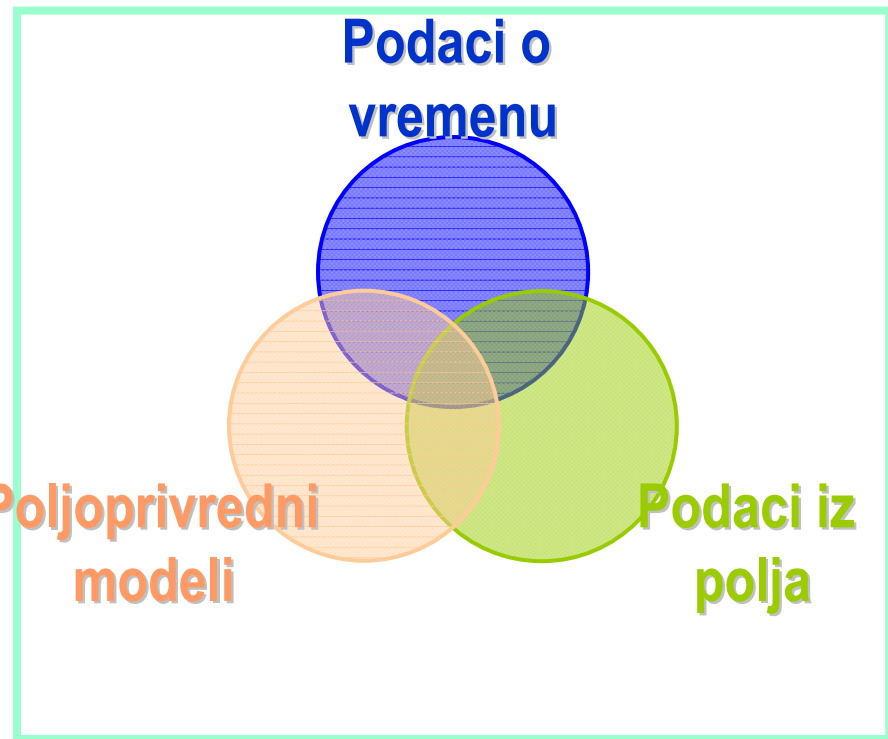 Podaci o
vremenu
Poljoprivredni
modeli
Podaci iz
polja